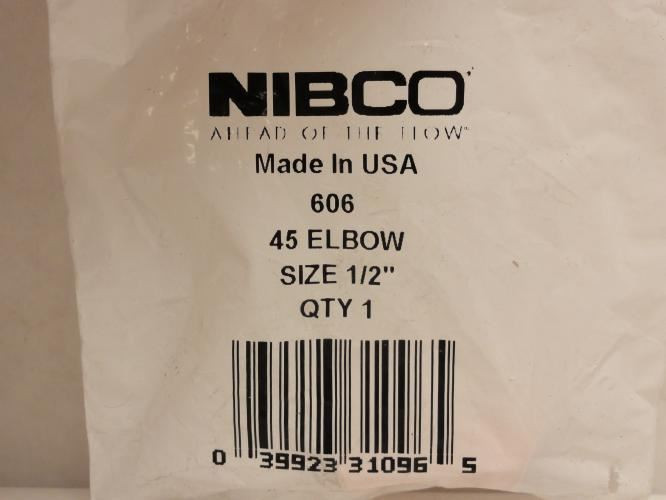 NIBCO
AHEAD OF THE FLOW™
Made In USA
606
45 ELBOW
SIZE 1/2"
QTY 1
0 39923 31096 5